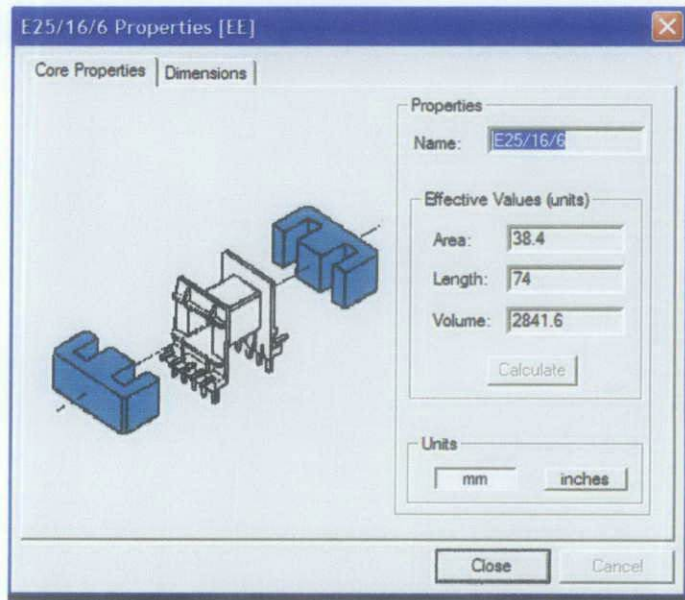 E25/16/6 Properties [EE]
Core Properties
Dimensions
Properties
Name: E25/16/6
Effective Values (units)
Area: 38.4
Length: 74
Volume: 2841.6
Calculate
Units
mm inches
Close Cancel